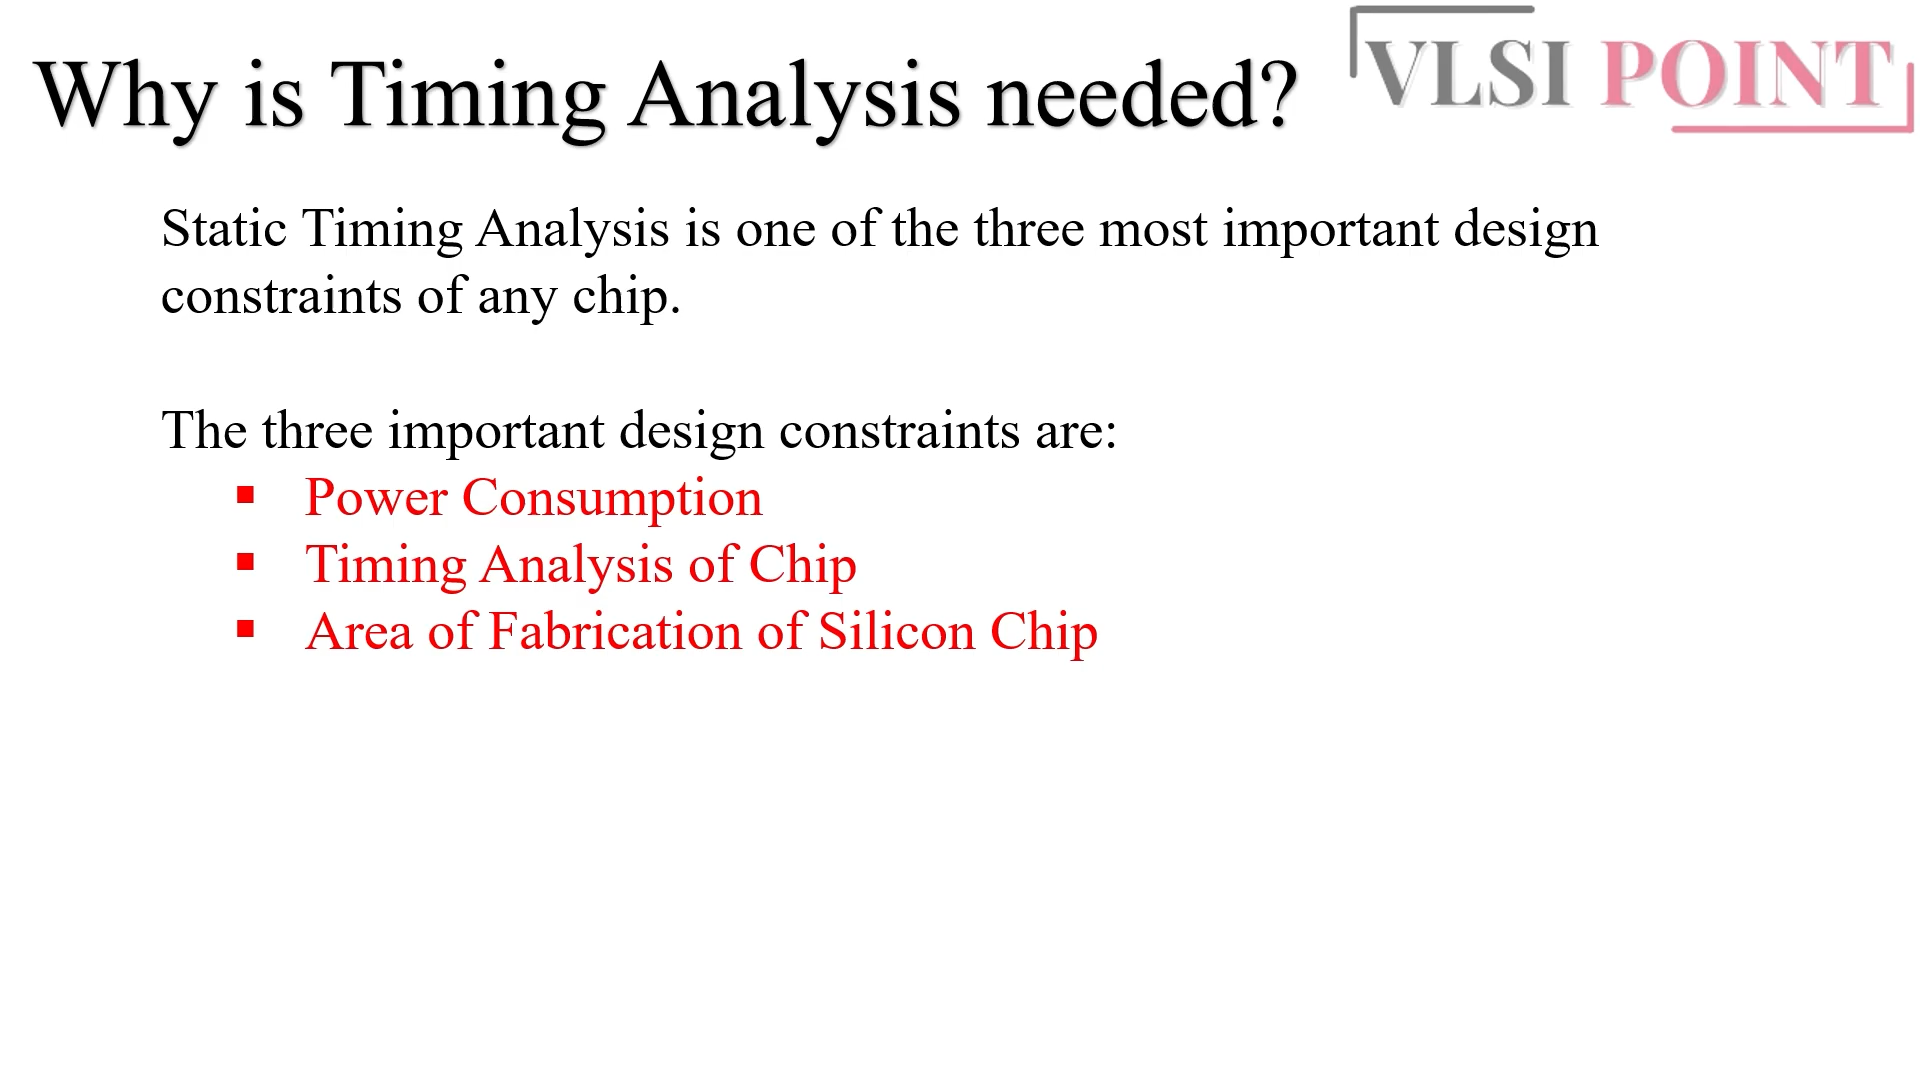 Why is Timing Analysis needed?
VLSI POINT
Static Timing Analysis is one of the three most important design
constraints of any chip.
The three important design constraints are:
▪ Power Consumption
▪ Timing Analysis of Chip
▪ Area of Fabrication of Silicon Chip